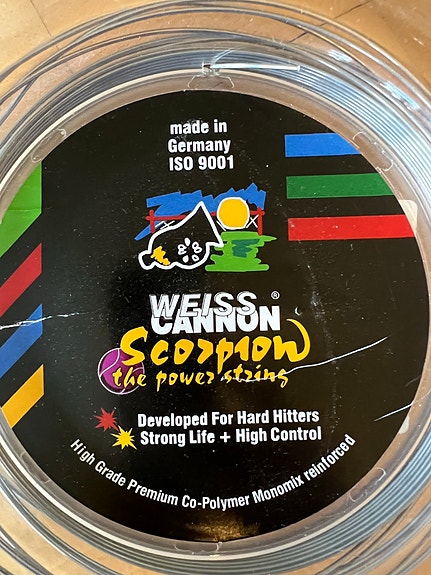 made in
Germany
ISO 9001
WEISS ®
CANNON
Scorpion
the power string
Developed For Hard Hitters
Strong Life + High Control
High Grade Premium Co-Polymer Monomix reinforced